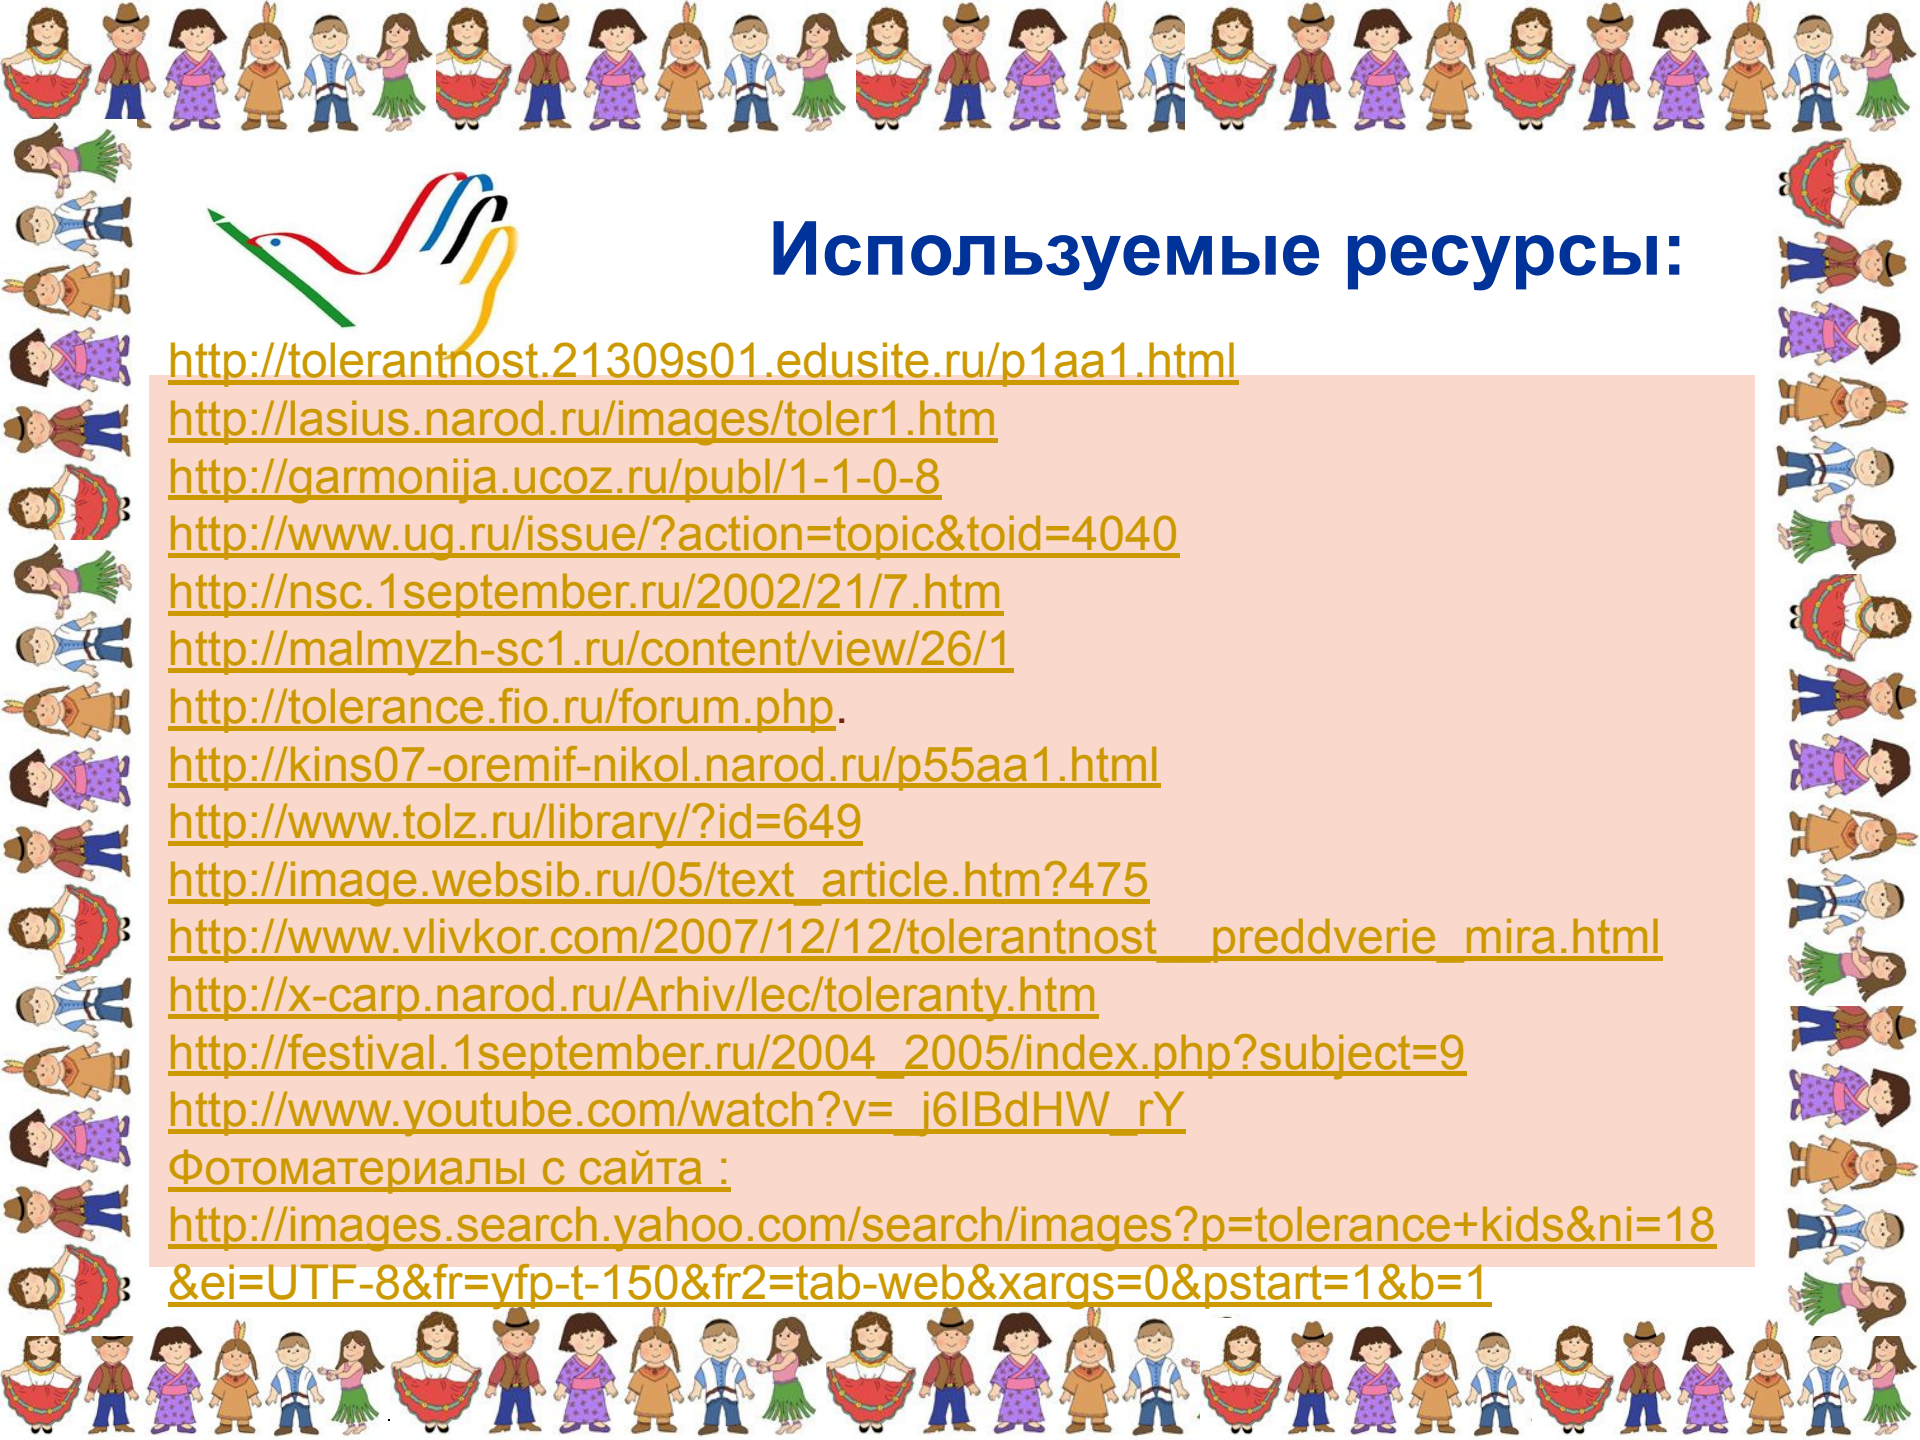 Используемые ресурсы:
http://tolerantnost.21309s01.edusite.ru/p1aa1.html
http://lasius.narod.ru/images/toler1.htm
http://garmonija.ucoz.ru/publ/1-1-0-8
http://www.ug.ru/issue/?action=topic&toid=4040
http://nsc.1september.ru/2002/21/7.htm
http://malmyzh-sc1.ru/content/view/26/1
http://tolerance.fio.ru/forum.php.
http://kins07-oremif-nikol.narod.ru/p55aa1.html
http://www.tolz.ru/library/?id=649
http://image.websib.ru/05/text_article.htm?475
http://www.vlivkor.com/2007/12/12/tolerantnost__preddverie_mira.html
http://x-carp.narod.ru/Arhiv/lec/toleranty.htm
http://festival.1september.ru/2004_2005/index.php?subject=9
http://www.youtube.com/watch?v=_j6IBdHW_rY
Фотоматериалы с сайта :
http://images.search.yahoo.com/search/images?p=tolerance+kids&ni=18
&ei=UTF-8&fr=yfp-t-150&fr2=tab-web&xargs=0&pstart=1&b=1